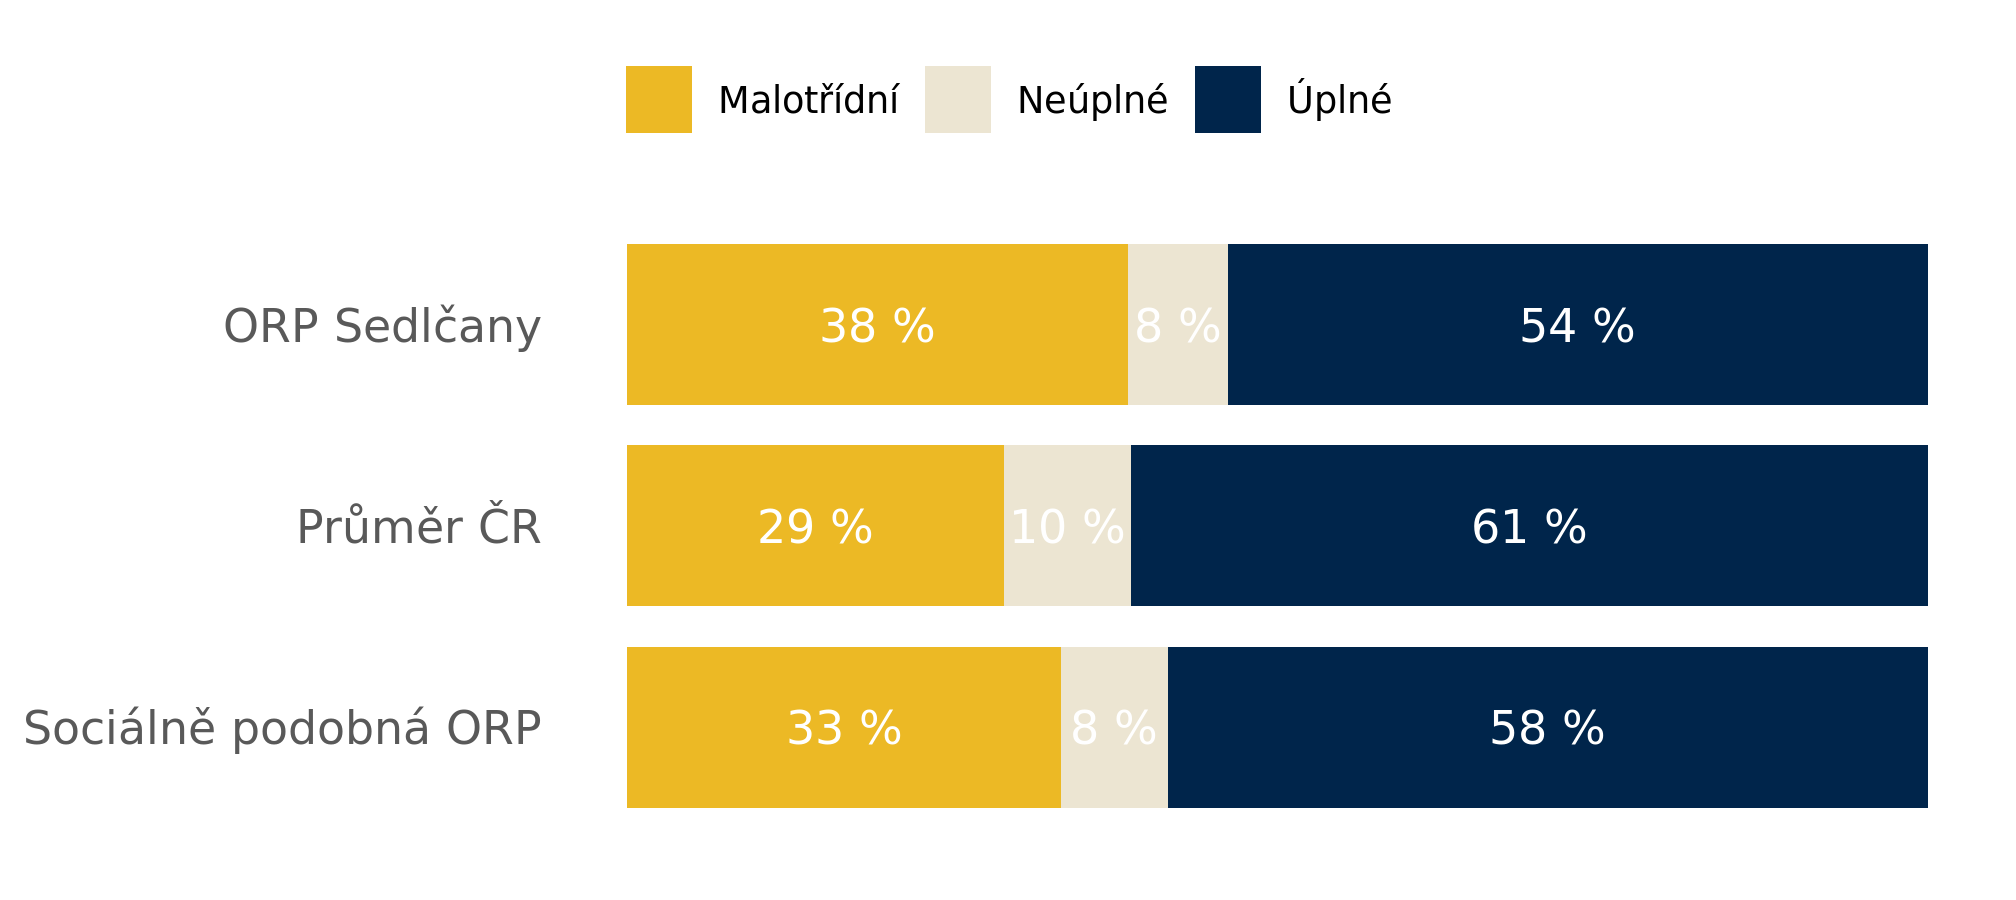 Malotřídní Neúplné Úplné
ORP Sedlčany 38 % 8 % 54 %
Průměr ČR 29 % 10 % 61 %
Sociálně podobná ORP 33 % 8 % 58 %